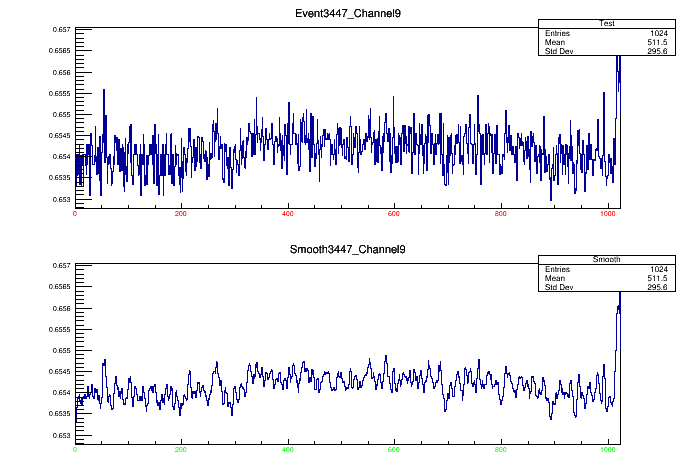 Event3447_Channel9
Test
Entries 1024
Mean 511.5
Std Dev 295.6
0.657
0.6565
0.656
0.6555
0.655
0.6545
0.654
0.6535
0.653
0 200 400 600 800 1000
Smooth3447_Channel9
Smooth
Entries 1024
Mean 511.5
Std Dev 295.6
0.657
0.6565
0.656
0.6555
0.655
0.6545
0.654
0.6535
0.653
0 200 400 600 800 1000